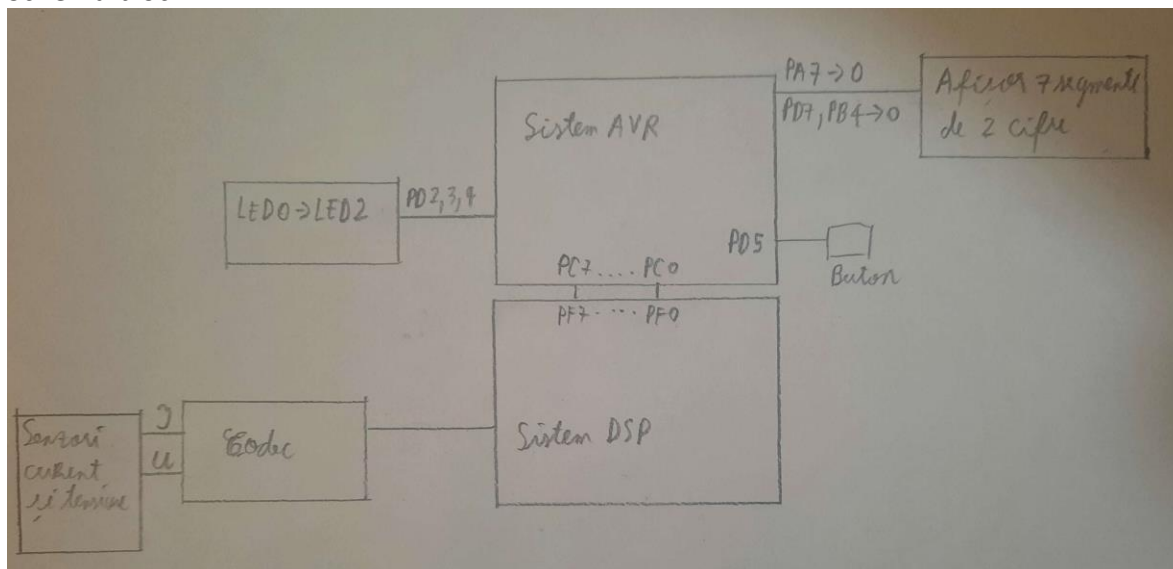 PA7→0
PD7, PB4→0
Afisor 7 segmente
de 2 cifre
Sistem AVR
LED0→LED2
PD2,3,4
PD5
Buton
PC7....PC0
PF7.....PF0
Sistem DSP
Senzori
curent
și tensiune
I
U
Codec